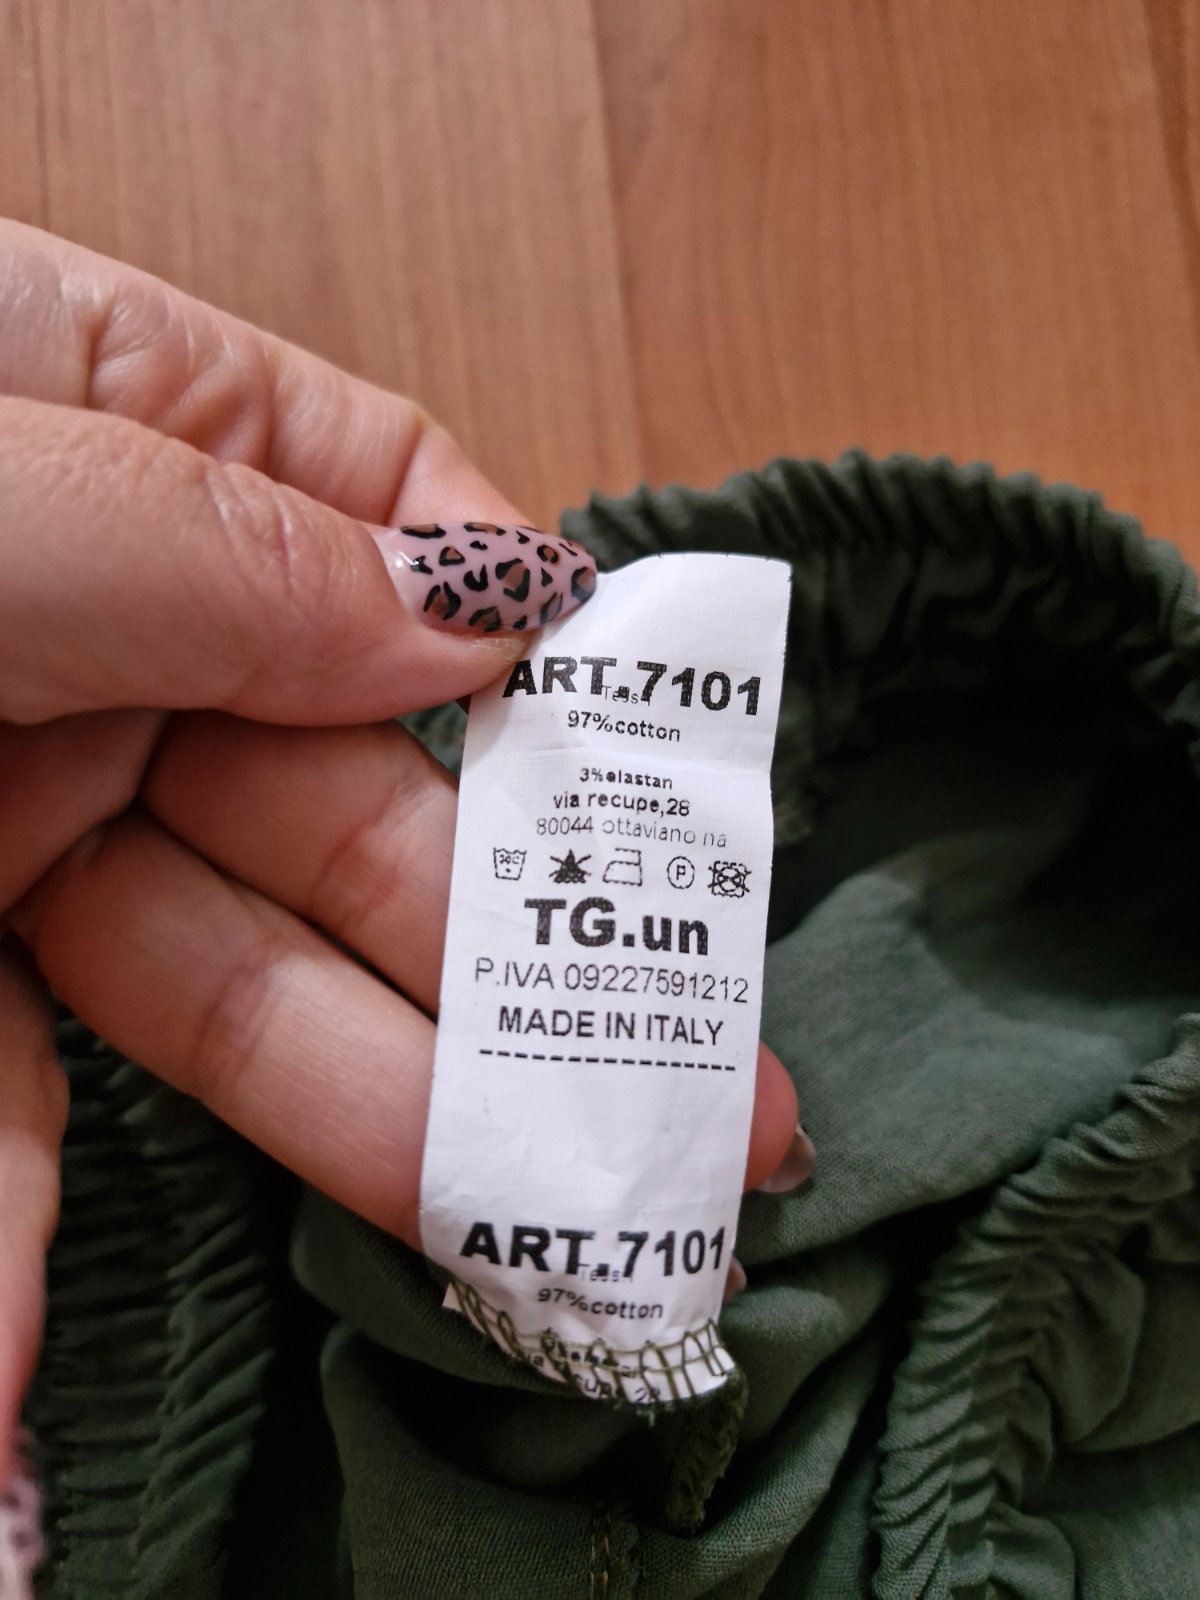 ART.7101
Tess
97%cotton
3%elastan
via recupe,28
80044 ottaviano na
P
TG.un
P.IVA 09227591212
MADE IN ITALY
----------------
ART.7101
Tess
97%cotton
28